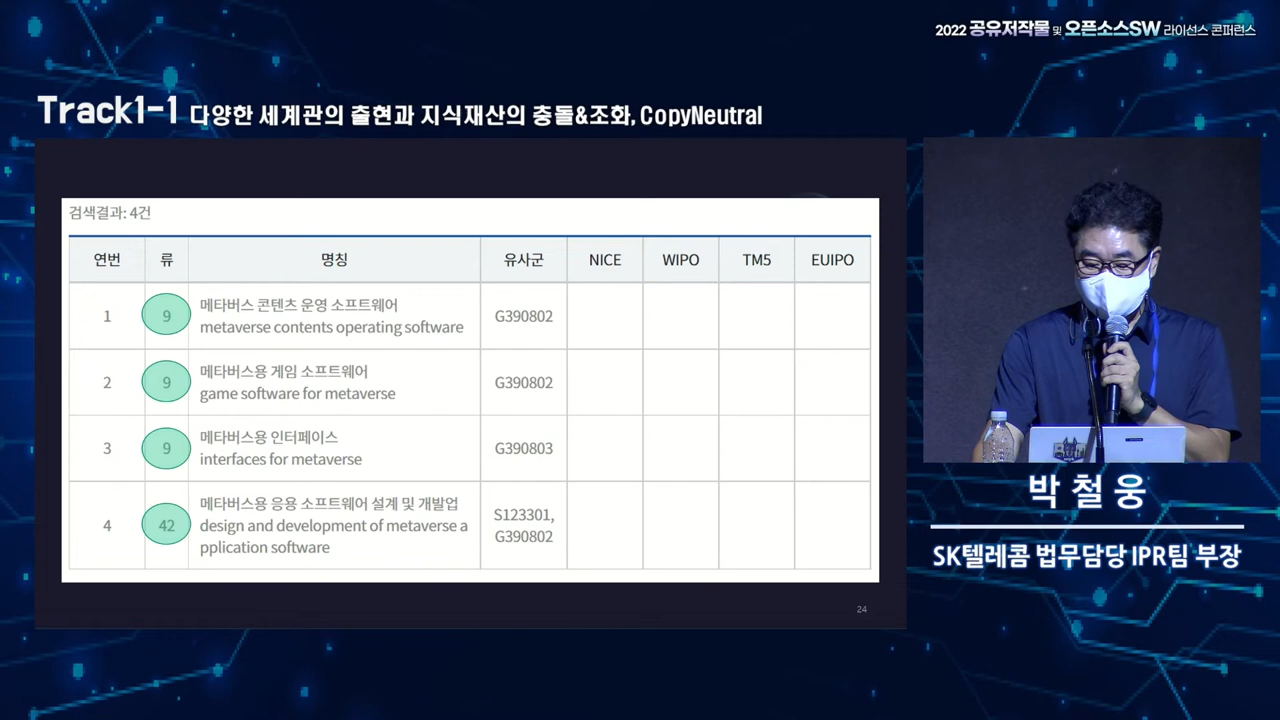 2022 공유저작물 및 오픈소스SW 라이선스 콘퍼런스
Track1-1 다양한 세계관의 출현과 지식재산의 충돌&조화, CopyNeutral
검색결과: 4건
연번 류 명칭 유사군 NICE WIPO TM5 EUIPO
1 9 메타버스 콘텐츠 운영 소프트웨어
metaverse contents operating software G390802
2 9 메타버스용 게임 소프트웨어
game software for metaverse G390802
3 9 메타버스용 인터페이스
interfaces for metaverse G390803
4 42 메타버스용 응용 소프트웨어 설계 및 개발업
design and development of metaverse a
pplication software
S123301,
G390802
24
박철웅
SK텔레콤 법무담당 IPR팀 부장